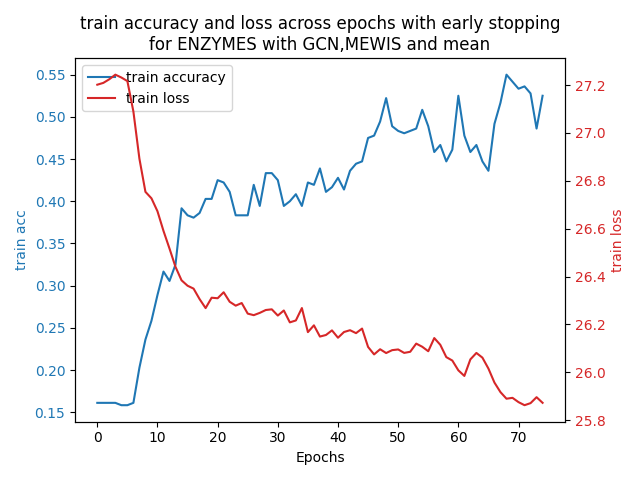 train accuracy and loss across epochs with early stopping
for ENZYMES with GCN,MEWIS and mean
train accuracy
train loss
0.55
0.50
0.45
0.40
0.35
0.30
0.25
0.20
0.15
train acc
27.2
27.0
26.8
26.6
26.4
26.2
26.0
25.8
train loss
0 10 20 30 40 50 60 70
Epochs